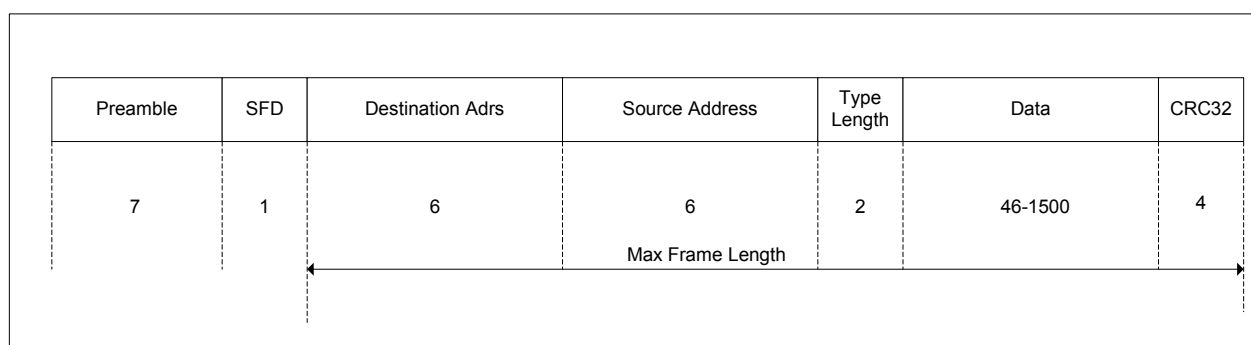 Preamble
SFD
Destination Adrs
Source Address
Type
Length
Data
CRC32
7
1
6
6
2
46-1500
4
Max Frame Length